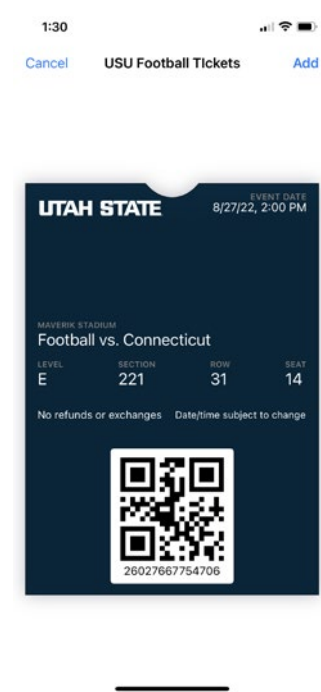 1:30
Cancel USU Football TIckets Add
UTAH STATE
EVENT DATE
8/27/22, 2:00 PM
MAVERIK STADIUM
Football vs. Connecticut
LEVEL SECTION ROW SEAT
E 221 31 14
No refunds or exchanges Date/time subject to change
26027667754706